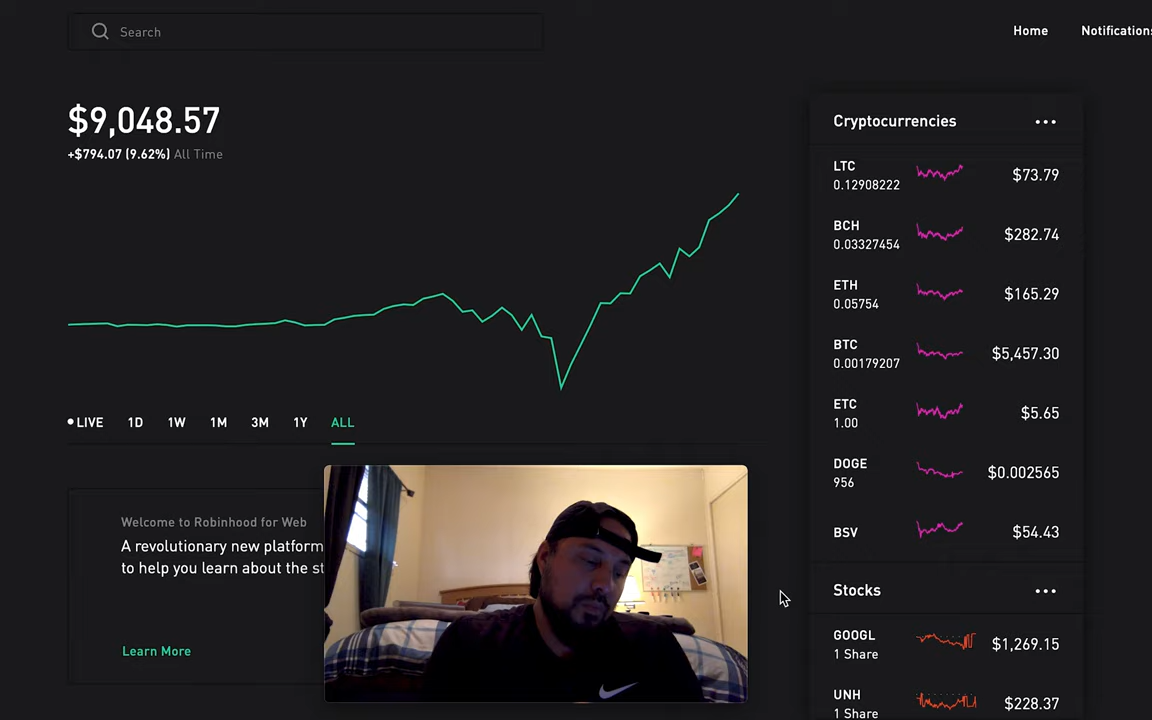 Search
Home
Notifications
$9,048.57
+$794.07 (9.62%) All Time
LIVE 1D 1W 1M 3M 1Y ALL
Welcome to Robinhood for Web
A revolutionary new platform
to help you learn about the st
Learn More
Cryptocurrencies
LTC
0.12908222
$73.79
BCH
0.03327454
$282.74
ETH
0.05754
$165.29
BTC
0.00179207
$5,457.30
ETC
1.00
$5.65
DOGE
956
$0.002565
BSV
$54.43
Stocks
GOOGL
1 Share
$1,269.15
UNH
1 Share
$228.37